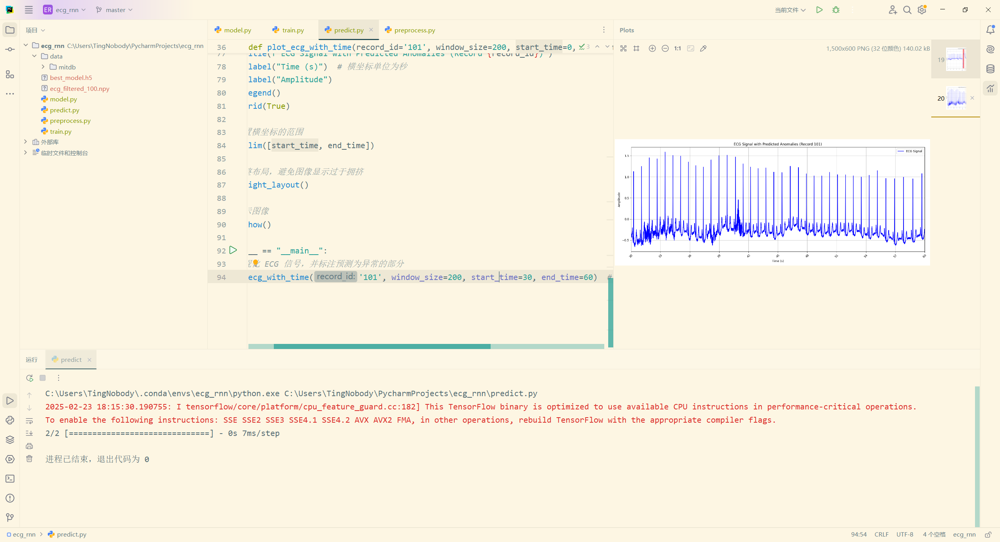 ER ecg_rnn master 当前文件
项目
ecg_rnn C:\Users\TingNobody\PycharmProjects\ecg_rnn
data
mitdb
best_model.h5
ecg_filtered_100.npy
model.py
predict.py
preprocess.py
train.py
外部库
临时文件和控制台
model.py train.py predict.py preprocess.py
36 def plot_ecg_with_time(record_id='101', window_size=200, start_time=0, 3
77 itle(f"ECG Signal with Predicted Anomalies (Record {record_id})")
78 label("Time (s)") # 横坐标单位为秒
79 label("Amplitude")
80 egend()
81 rid(True)
82
83 置横坐标的范围
84 lim([start_time, end_time])
85
86 整布局，避免图像显示过于拥挤
87 ight_layout()
88
89 示图像
90 how()
91
92 __ == "__main__":
93 ECG 信号，并标注预测为异常的部分
94 ecg_with_time( record_id: '101', window_size=200, start_time=30, end_time=60) #
Plots
1:1 1,500x600 PNG (32 位颜色) 140.02 kB
19
20
ECG Signal with Predicted Anomalies (Record 101)
ECG Signal
1.5
1.0
0.5
0.0
−0.5
Amplitude
30 33 36 39 42 45 48 51 54 57 60
Time (s)
运行 predict
C:\Users\TingNobody\.conda\envs\ecg_rnn\python.exe C:\Users\TingNobody\PycharmProjects\ecg_rnn\predict.py
2025-02-23 18:15:30.190755: I tensorflow/core/platform/cpu_feature_guard.cc:182] This TensorFlow binary is optimized to use available CPU instructions in performance-critical operations.
To enable the following instructions: SSE SSE2 SSE3 SSE4.1 SSE4.2 AVX AVX2 FMA, in other operations, rebuild TensorFlow with the appropriate compiler flags.
2/2 [==============================] - 0s 7ms/step
进程已结束，退出代码为 0
ecg_rnn predict.py
94:54 CRLF UTF-8 4 个空格 ecg_rnn